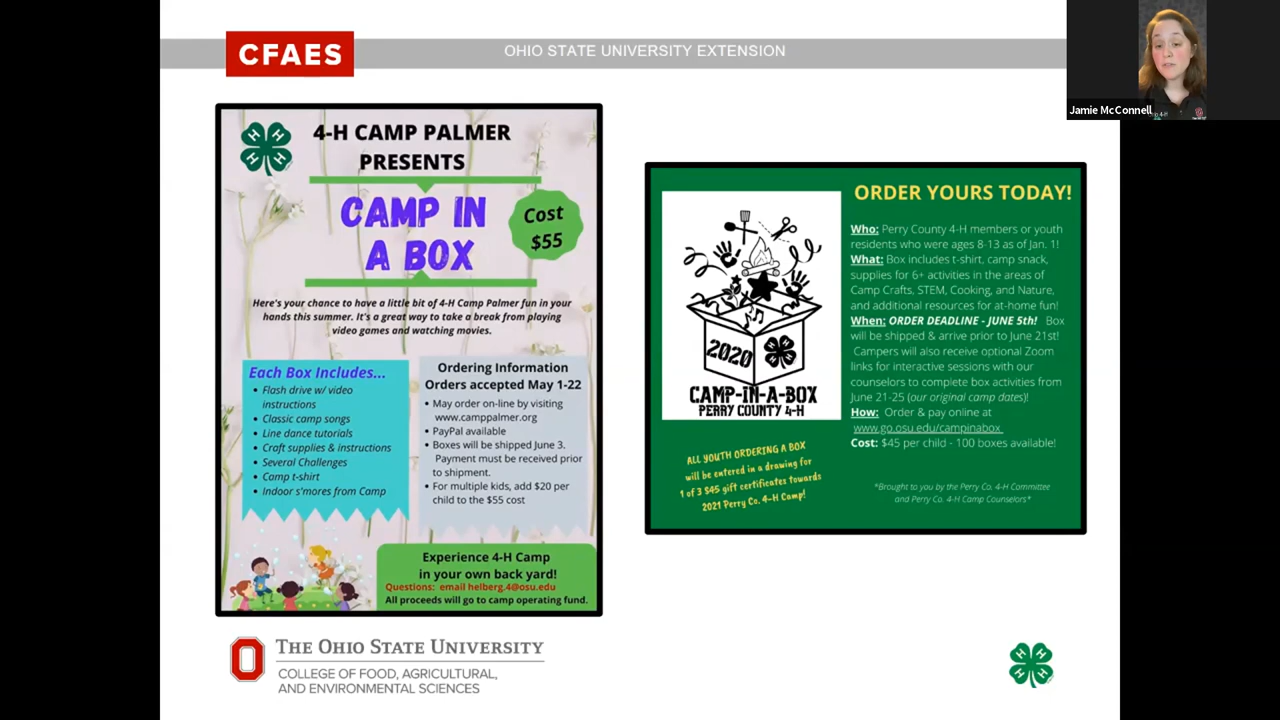 CFAES
OHIO STATE UNIVERSITY EXTENSION
Jamie McConnell
H H
H H
4-H CAMP PALMER
PRESENTS
CAMP IN
A BOX
Cost
$55
Here's your chance to have a little bit of 4-H Camp Palmer fun in your
hands this summer. It's a great way to take a break from playing
video games and watching movies.
Each Box Includes...
• Flash drive w/ video
instructions
• Classic camp songs
• Line dance tutorials
• Craft supplies & instructions
• Several Challenges
• Camp t-shirt
• Indoor s'mores from Camp
Ordering Information
Orders accepted May 1-22
• May order on-line by visiting
www.camppalmer.org
• PayPal available
• Boxes will be shipped June 3.
Payment must be received prior
to shipment.
• For multiple kids, add $20 per
child to the $55 cost
Experience 4-H Camp
in your own back yard!
Questions: email helberg.4@osu.edu
All proceeds will go to camp operating fund.
2020
CAMP-IN-A-BOX
PERRY COUNTY 4-H
ALL YOUTH ORDERING A BOX
will be entered in a drawing for
1 of 3 $45 gift certificates towards
2021 Perry Co. 4-H Camp!
ORDER YOURS TODAY!
Who: Perry County 4-H members or youth
residents who were ages 8-13 as of Jan. 1!
What: Box includes t-shirt, camp snack,
supplies for 6+ activities in the areas of
Camp Crafts, STEM, Cooking, and Nature,
and additional resources for at-home fun!
When: ORDER DEADLINE - JUNE 5th! Box
will be shipped & arrive prior to June 21st!
Campers will also receive optional Zoom
links for interactive sessions with our
counselors to complete box activities from
June 21-25 (our original camp dates)!
How: Order & pay online at
www.go.osu.edu/campinabox
Cost: $45 per child - 100 boxes available!
*Brought to you by the Perry Co. 4-H Committee
and Perry Co. 4-H Camp Counselors*
THE OHIO STATE UNIVERSITY
COLLEGE OF FOOD, AGRICULTURAL,
AND ENVIRONMENTAL SCIENCES
H H
H H